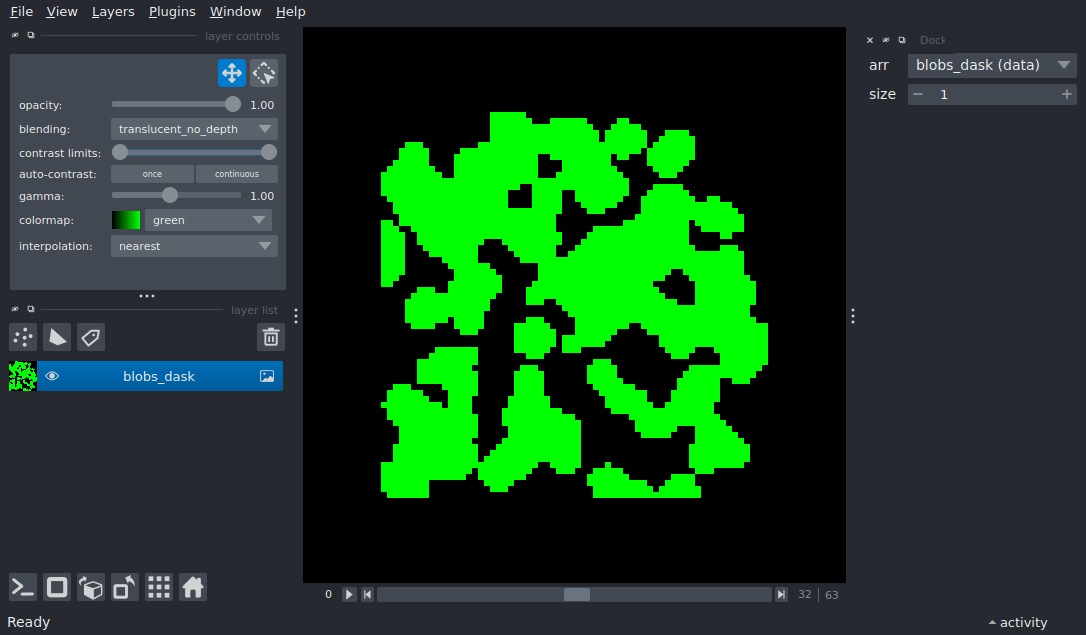 File View Layers Plugins Window Help
layer controls
opacity: 1.00
blending: translucent_no_depth
contrast limits:
auto-contrast: once continuous
gamma: 1.00
colormap: green
interpolation: nearest
layer list
blobs_dask
0 32 63
Ready
Dock
arr blobs_dask (data)
size 1
activity